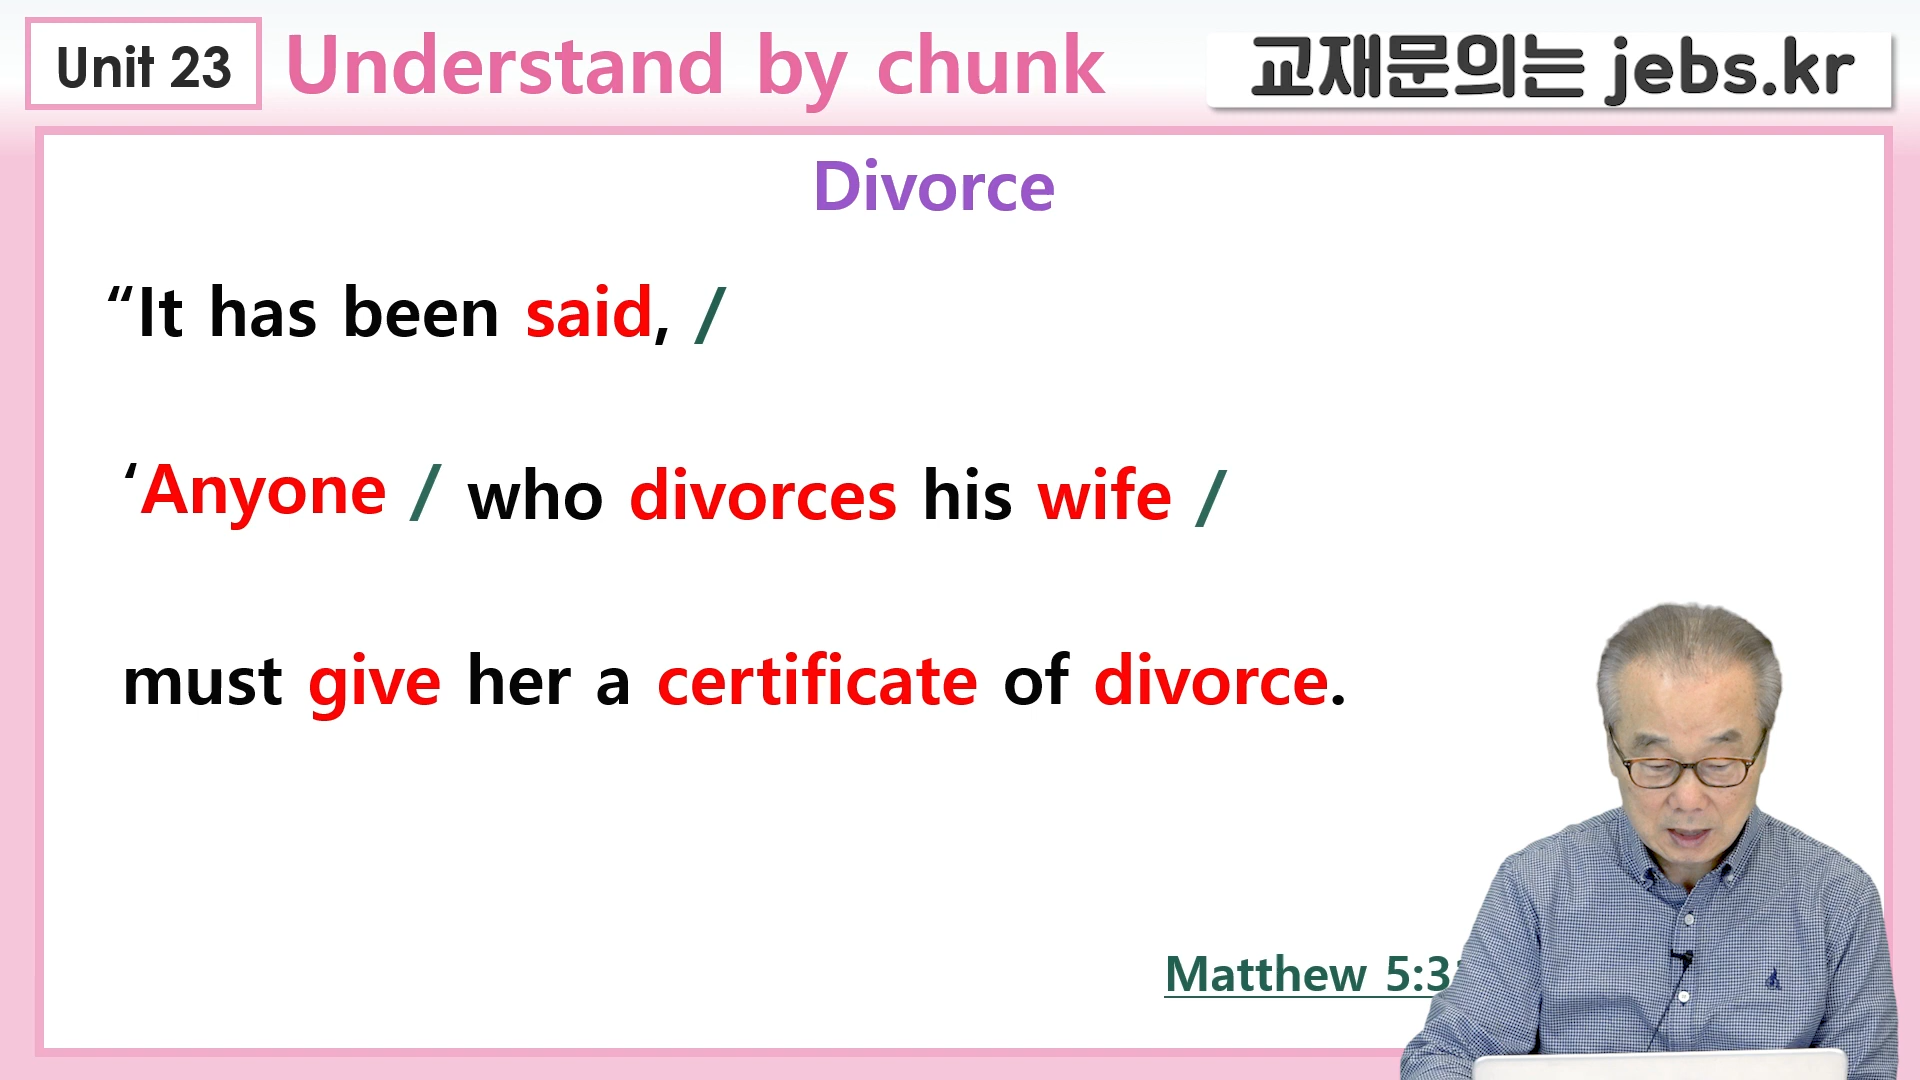 Unit 23 Understand by chunk 교재문의는 jebs.kr
Divorce
“It has been said, /
‘Anyone / who divorces his wife /
must give her a certificate of divorce.
Matthew 5:3